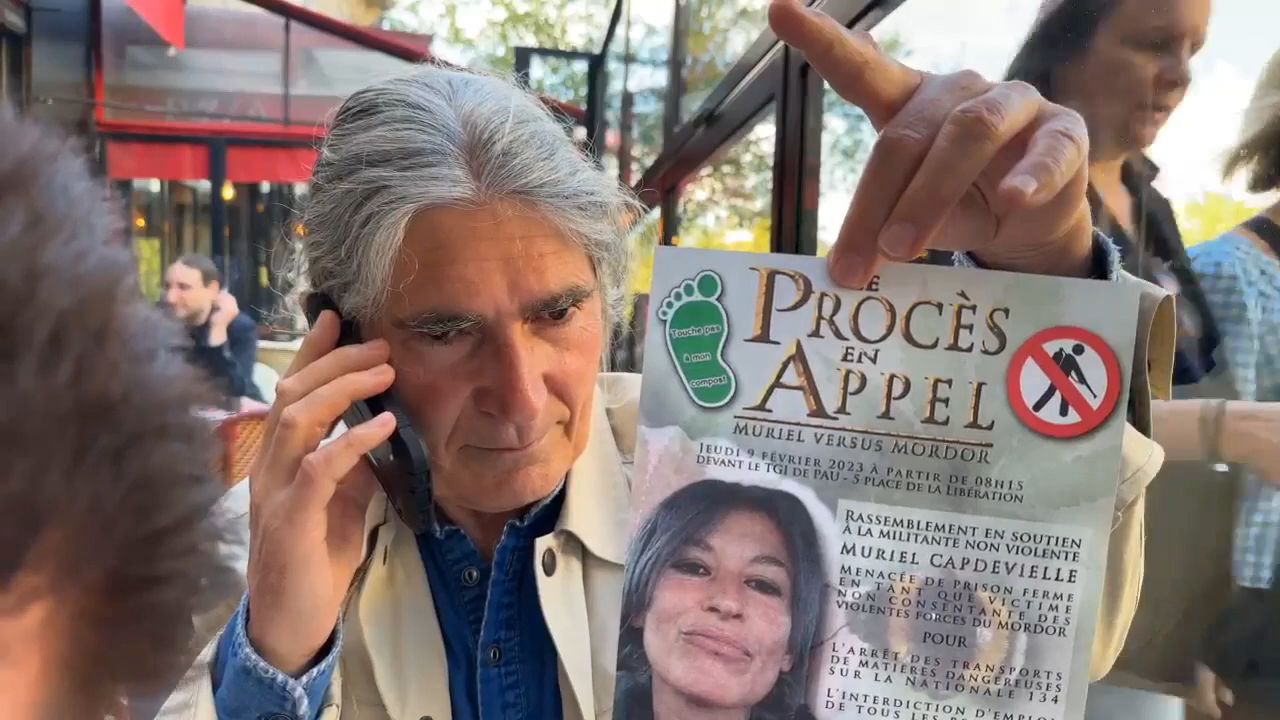 Touche pas
à mon
compost
LE
PROCÈS
EN
APPEL
MURIEL VERSUS MORDOR
JEUDI 9 FÉVRIER 2023 À PARTIR DE 08H15
DEVANT LE TGI DE PAU - 5 PLACE DE LA LIBÉRATION
RASSEMBLEMENT EN SOUTIEN
À LA MILITANTE NON VIOLENTE
MURIEL CAPDEVIELLE
MENACÉE DE PRISON FERME
EN TANT QUE VICTIME
NON CONSENTANTE DES
VIOLENTES FORCES DU MORDOR
POUR
L'ARRÊT DES TRANSPORTS
DE MATIÈRES DANGEREUSES
SUR LA NATIONALE 134
L'INTERDICTION D'EMPLOI
DE TOUS LES